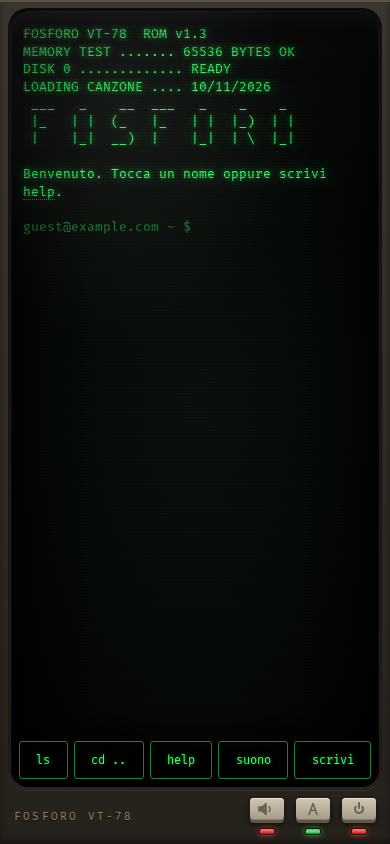 FOSFORO VT-78  ROM v1.3
MEMORY TEST ....... 65536 BYTES OK
DISK 0 ............. READY
LOADING CANZONE .... 10/11/2026
FOSFORO
Benvenuto. Tocca un nome oppure scrivi
help.
guest@example.com ~ $
ls
cd ..
help
suono
scrivi
FOSFORO VT-78
A